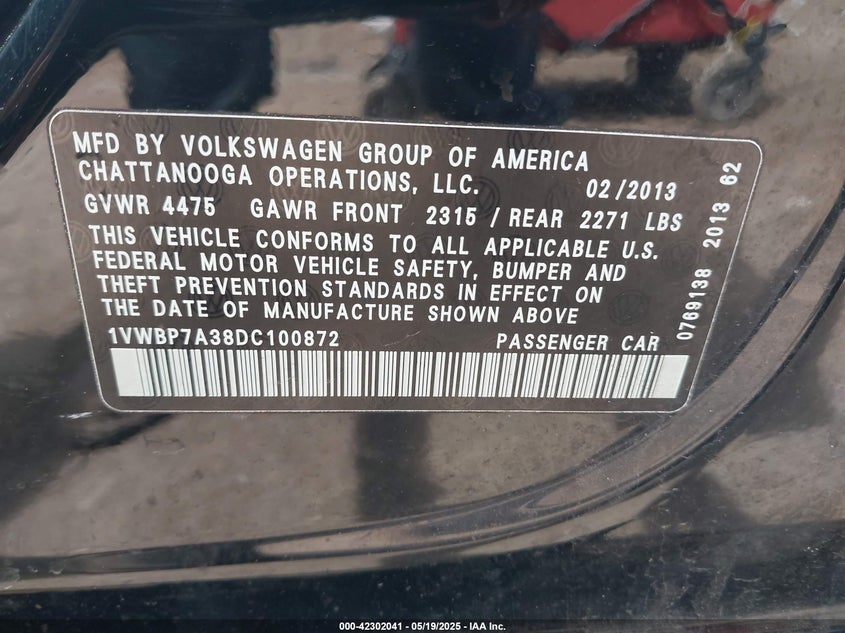 MFD BY VOLKSWAGEN GROUP OF AMERICA
CHATTANOOGA OPERATIONS, LLC. 02/2013
GVWR 4475 GAWR FRONT 2315 / REAR 2271 LBS
THIS VEHICLE CONFORMS TO ALL APPLICABLE U.S.
FEDERAL MOTOR VEHICLE SAFETY, BUMPER AND
THEFT PREVENTION STANDARDS IN EFFECT ON
THE DATE OF MANUFACTURE SHOWN ABOVE
1VWBP7A38DC100872 PASSENGER CAR
0769138 2013 62
000-42302041 - 05/19/2025 - IAA Inc.